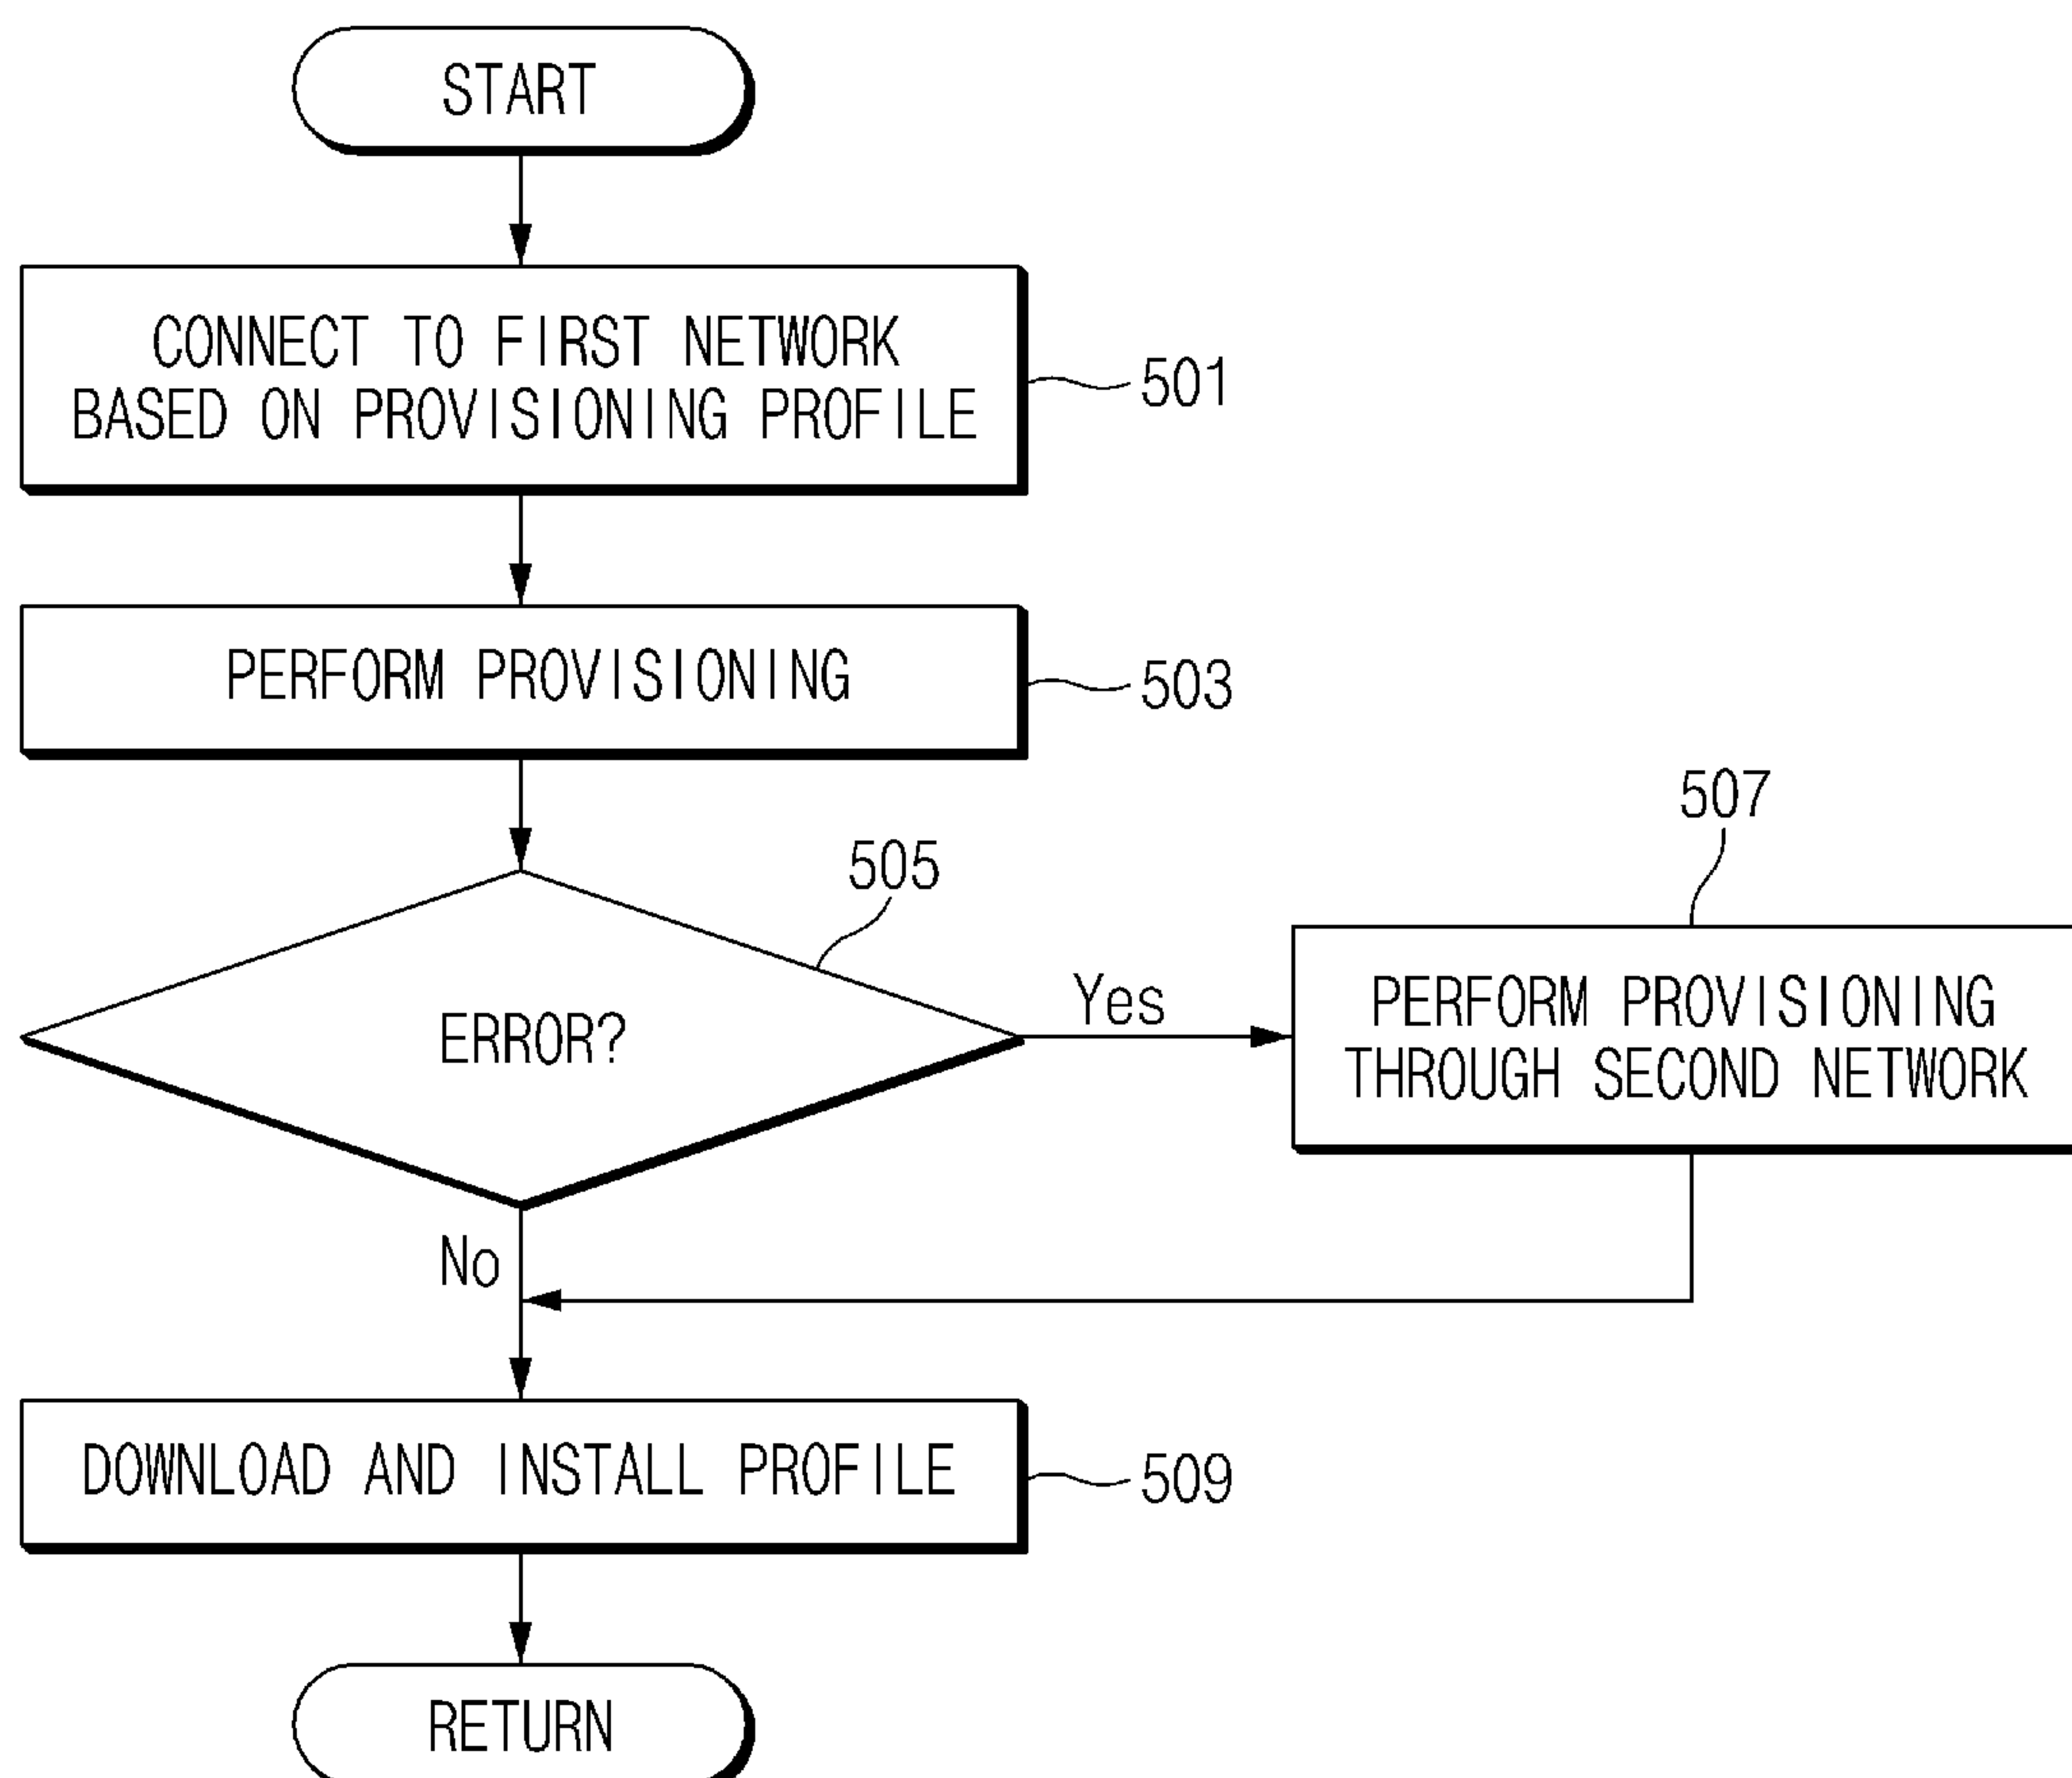 START
CONNECT TO FIRST NETWORK
BASED ON PROVISIONING PROFILE
501
PERFORM PROVISIONING
503
505
ERROR?
Yes
507
PERFORM PROVISIONING
THROUGH SECOND NETWORK
No
DOWNLOAD AND INSTALL PROFILE
509
RETURN